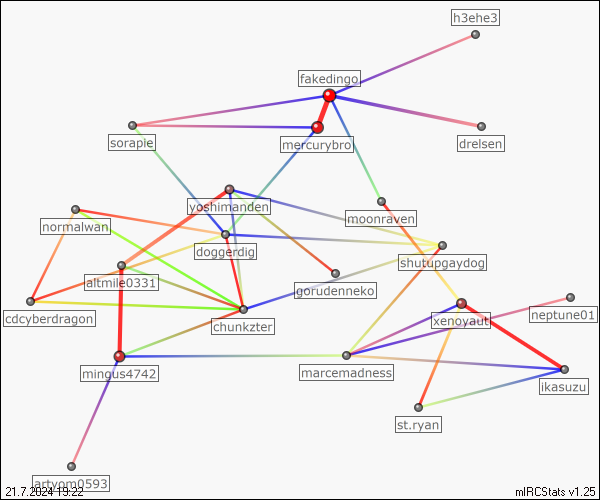 h3ehe3
fakedingo
sorapie
mercurybro
drelsen
yoshimanden
moonraven
normalwan
doggerdig
shutupgaydog
altmile0331
gorudenneko
cdcyberdragon
chunkzter
xenoyaut
neptune01
mingus4742
marcemadness
ikasuzu
st.ryan
artyom0593
21.7.2024 19:22
mIRCStats v1.25